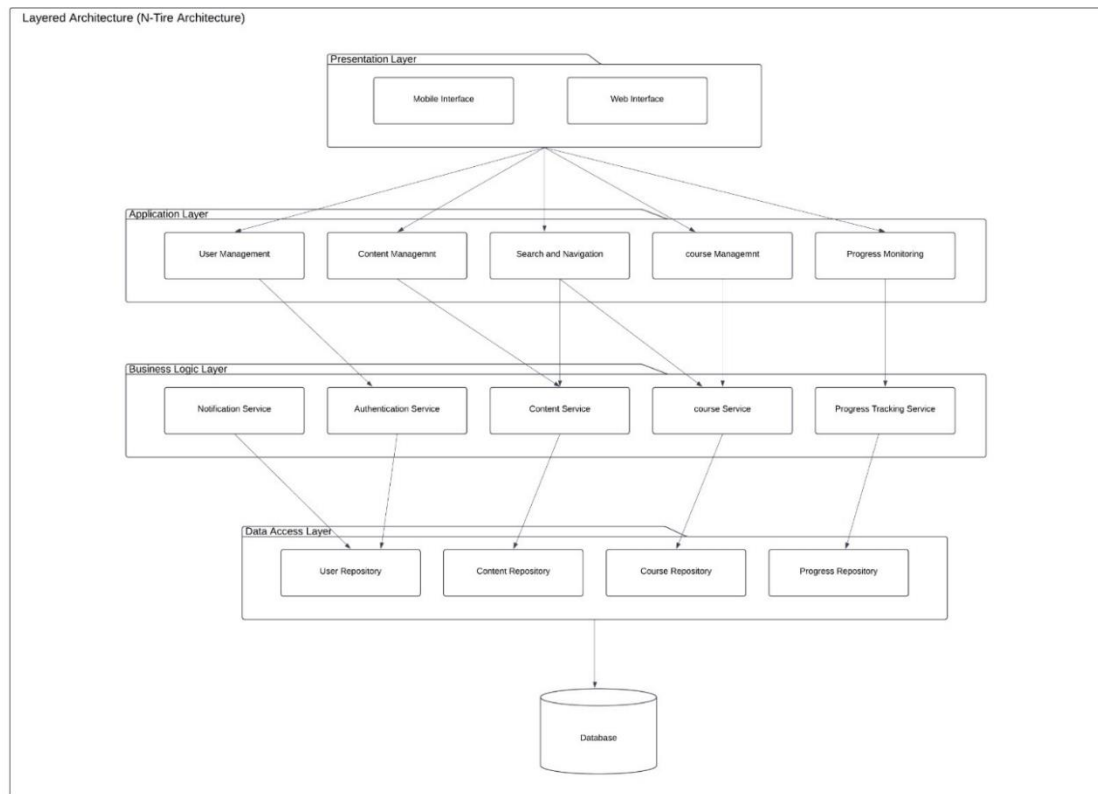 Layered Architecture (N-Tire Architecture)
Presentation Layer
Mobile Interface
Web Interface
Application Layer
User Management
Content Managemnt
Search and Navigation
course Managemnt
Progress Monitoring
Business Logic Layer
Notification Service
Authentication Service
Content Service
course Service
Progress Tracking Service
Data Access Layer
User Repository
Content Repository
Course Repository
Progress Repository
Database